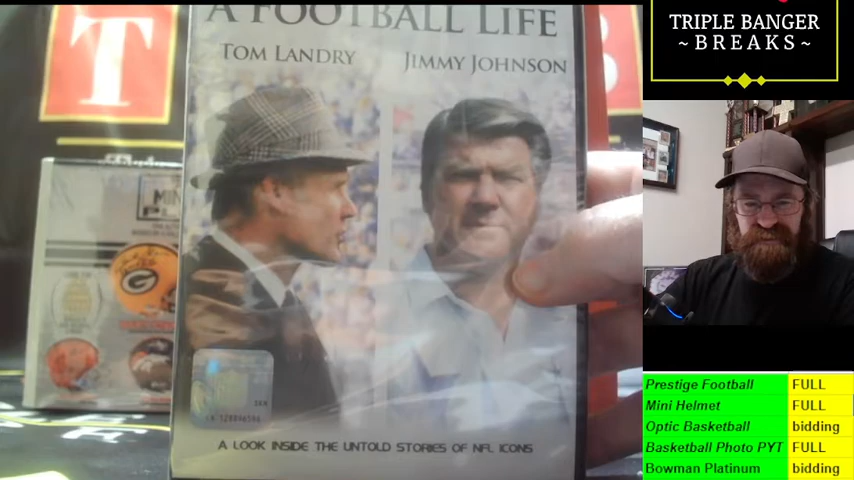 A FOOTBALL LIFE
TOM LANDRY JIMMY JOHNSON
A LOOK INSIDE THE UNTOLD STORIES OF NFL ICONS
T
MINI
G
TRIPLE BANGER
~ BREAKS ~
Prestige Football FULL
Mini Helmet FULL
Optic Basketball bidding
Basketball Photo PYT FULL
Bowman Platinum bidding